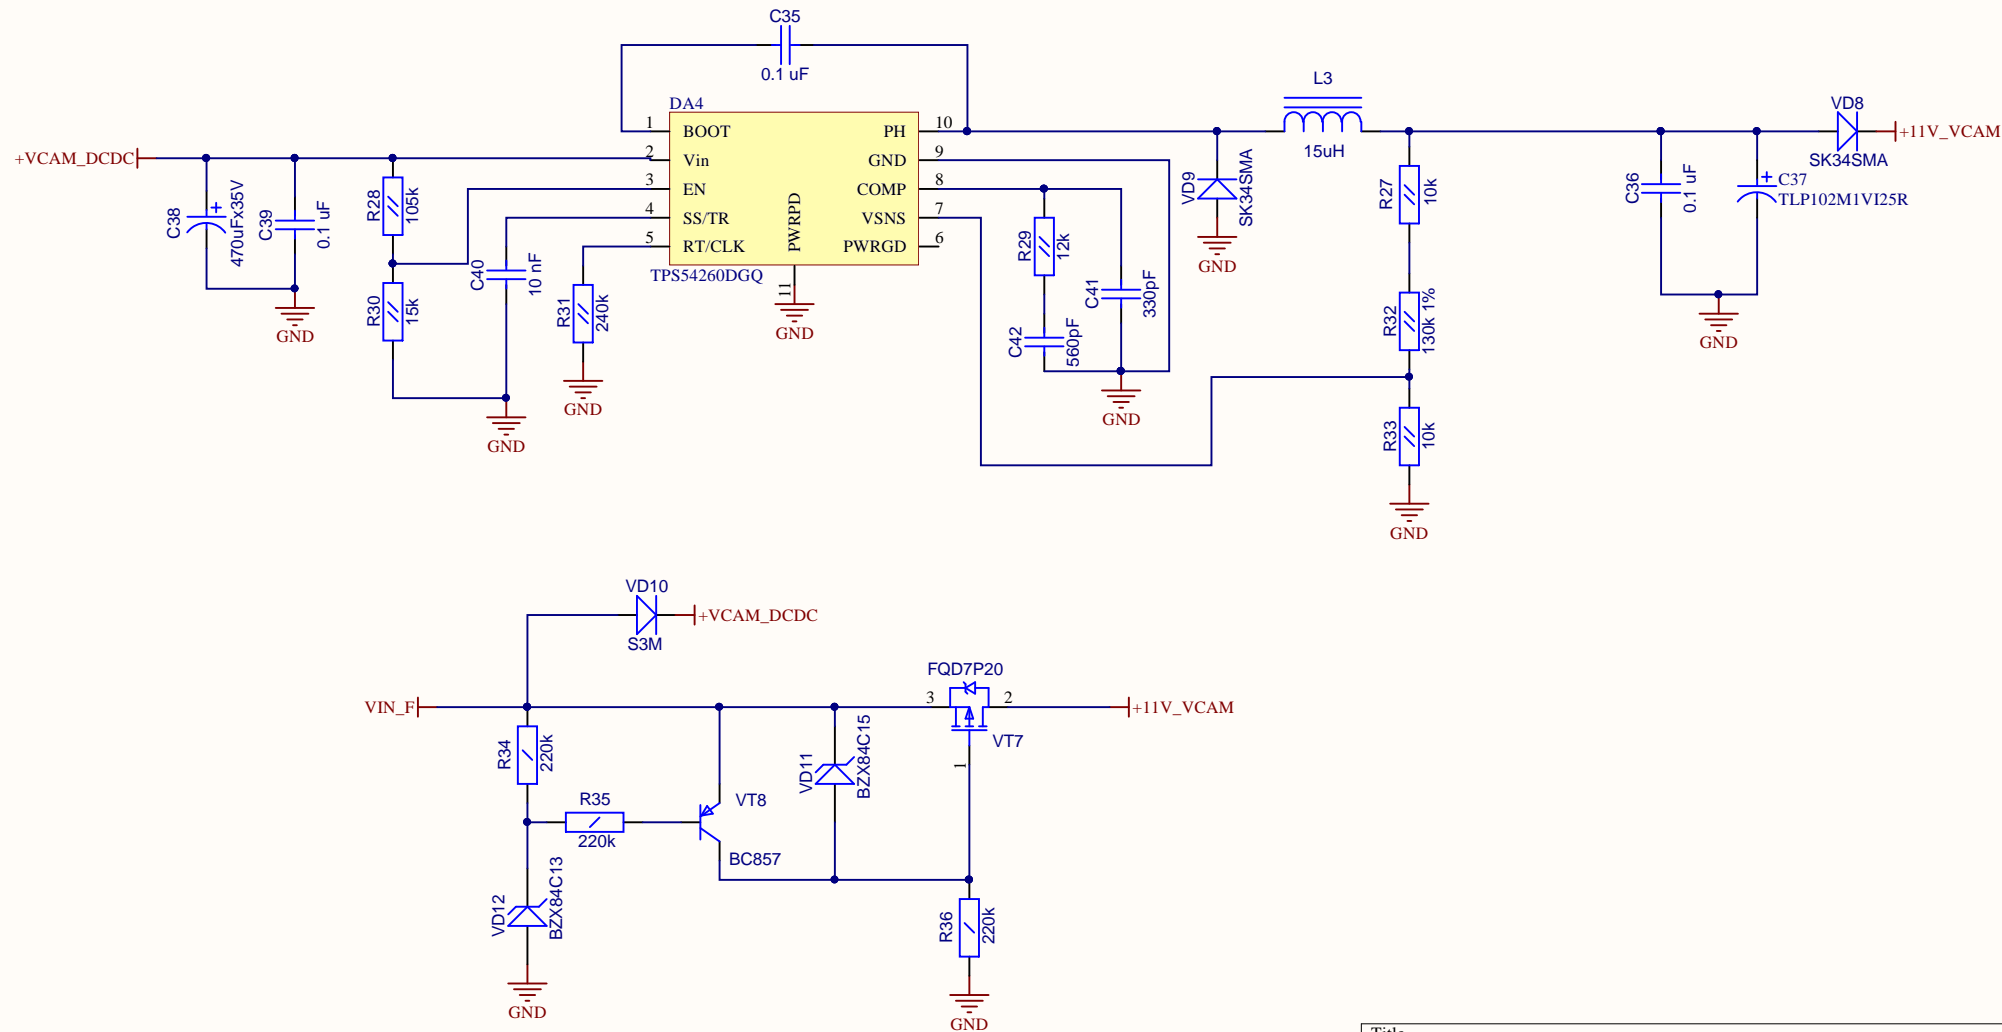 C35
0.1 uF
DA4
1 BOOT PH 10
2 Vin GND 9
3 EN COMP 8
4 SS/TR VSNS 7
5 RT/CLK PWRGD 6
PWRPD
11
TPS54260DGQ
GND
+VCAM_DCDC
C38
470uFx35V
C39
0.1 uF
GND
R28
105k
R30
15k
C40
10 nF
GND
R31
240k
GND
R29
12k
C42
560pF
C41
330pF
GND
VD9
SK34SMA
GND
L3
15uH
R27
10k
R32
130k 1%
R33
10k
GND
C36
0.1 uF
+ C37
TLP102M1VI25R
GND
VD8
SK34SMA
+11V_VCAM
VD10
S3M
+VCAM_DCDC
VIN_F
R34
220k
R35
220k
VD12
BZX84C13
GND
VT8
BC857
VD11
BZX84C15
FQD7P20
3
2
1
VT7
+11V_VCAM
R36
220k
GND